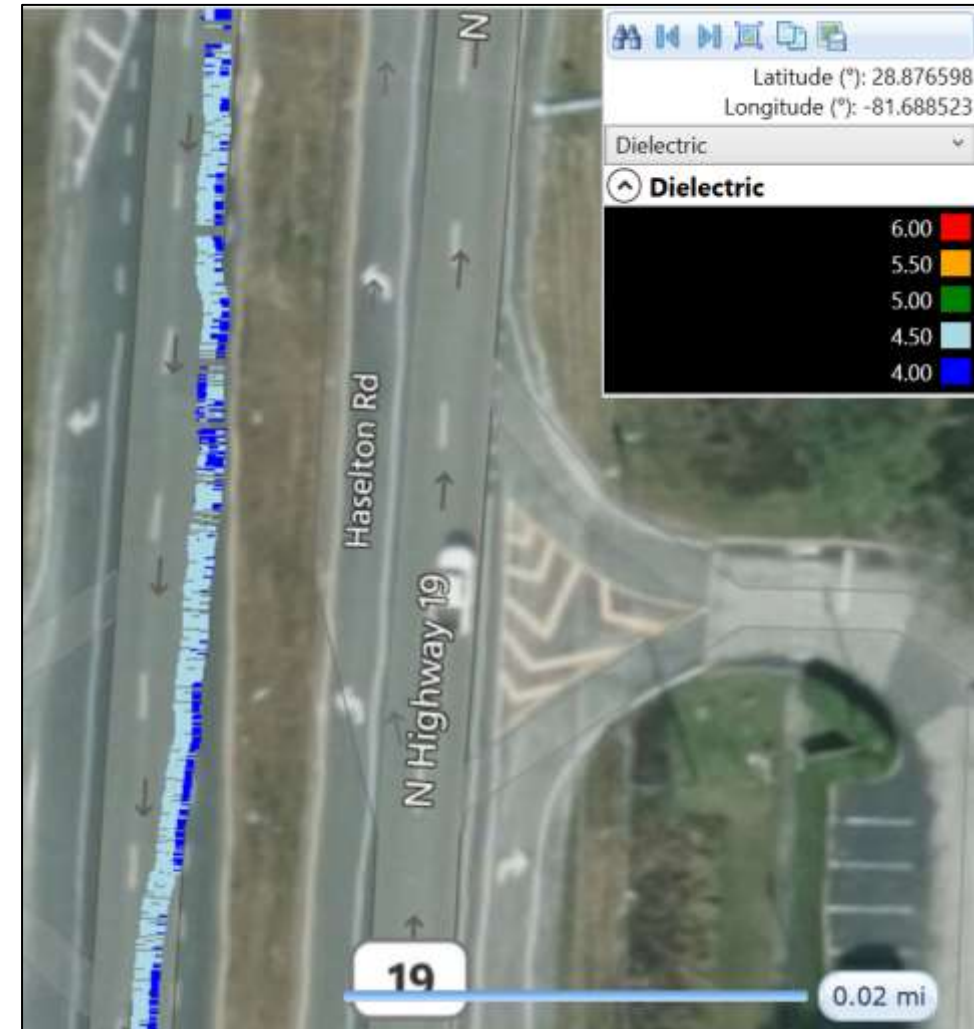 N
Latitude (°): 28.876598
Longitude (°): -81.688523
Dielectric
Dielectric
6.00
5.50
5.00
4.50
4.00
Haselton Rd
N Highway 19
19
0.02 mi